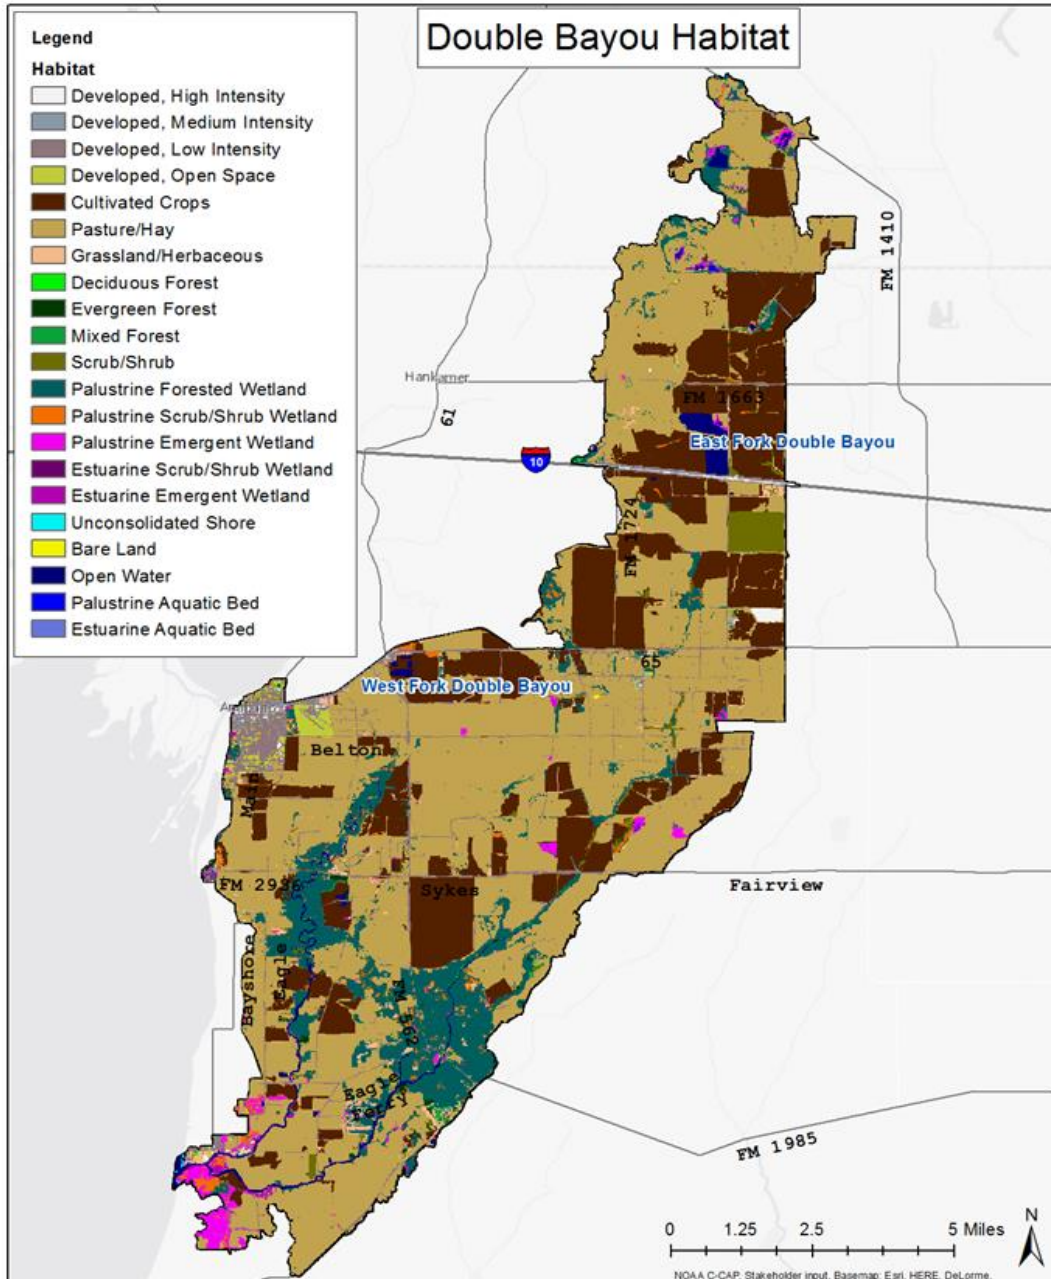 Double Bayou Habitat
Legend
Habitat
Developed, High Intensity
Developed, Medium Intensity
Developed, Low Intensity
Developed, Open Space
Cultivated Crops
Pasture/Hay
Grassland/Herbaceous
Deciduous Forest
Evergreen Forest
Mixed Forest
Scrub/Shrub
Palustrine Forested Wetland
Palustrine Scrub/Shrub Wetland
Palustrine Emergent Wetland
Estuarine Scrub/Shrub Wetland
Estuarine Emergent Wetland
Unconsolidated Shore
Bare Land
Open Water
Palustrine Aquatic Bed
Estuarine Aquatic Bed
FM 1410
Hankamer
61
FM 1663
East Fork Double Bayou
10
FM 1724
65
West Fork Double Bayou
Belton
Main
FM 2936
Sykes
Fairview
Bayshore
Eagle
FM 562
Eagle
Ferry
FM 1985
0 1.25 2.5 5 Miles
N
NOAA C-CAP, Stakeholder input, Basemap: Esri, HERE, DeLorme,